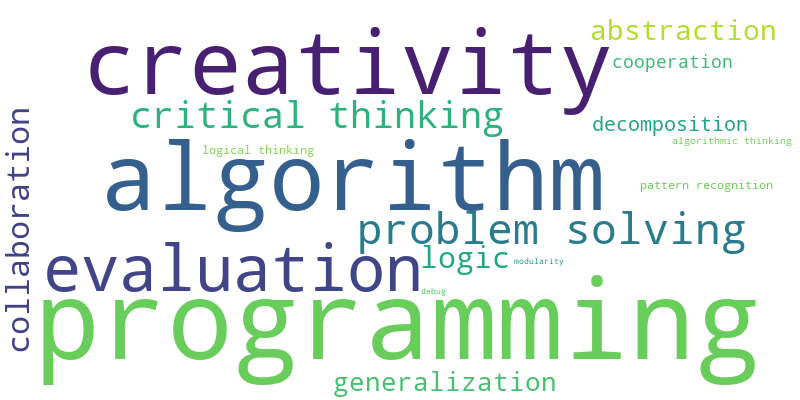 creativity
abstraction
cooperation
critical thinking
decomposition
algorithmic thinking
logical thinking
algorithm
pattern recognition
collaboration
problem solving
evaluation
logic
modularity
debug
programming
generalization